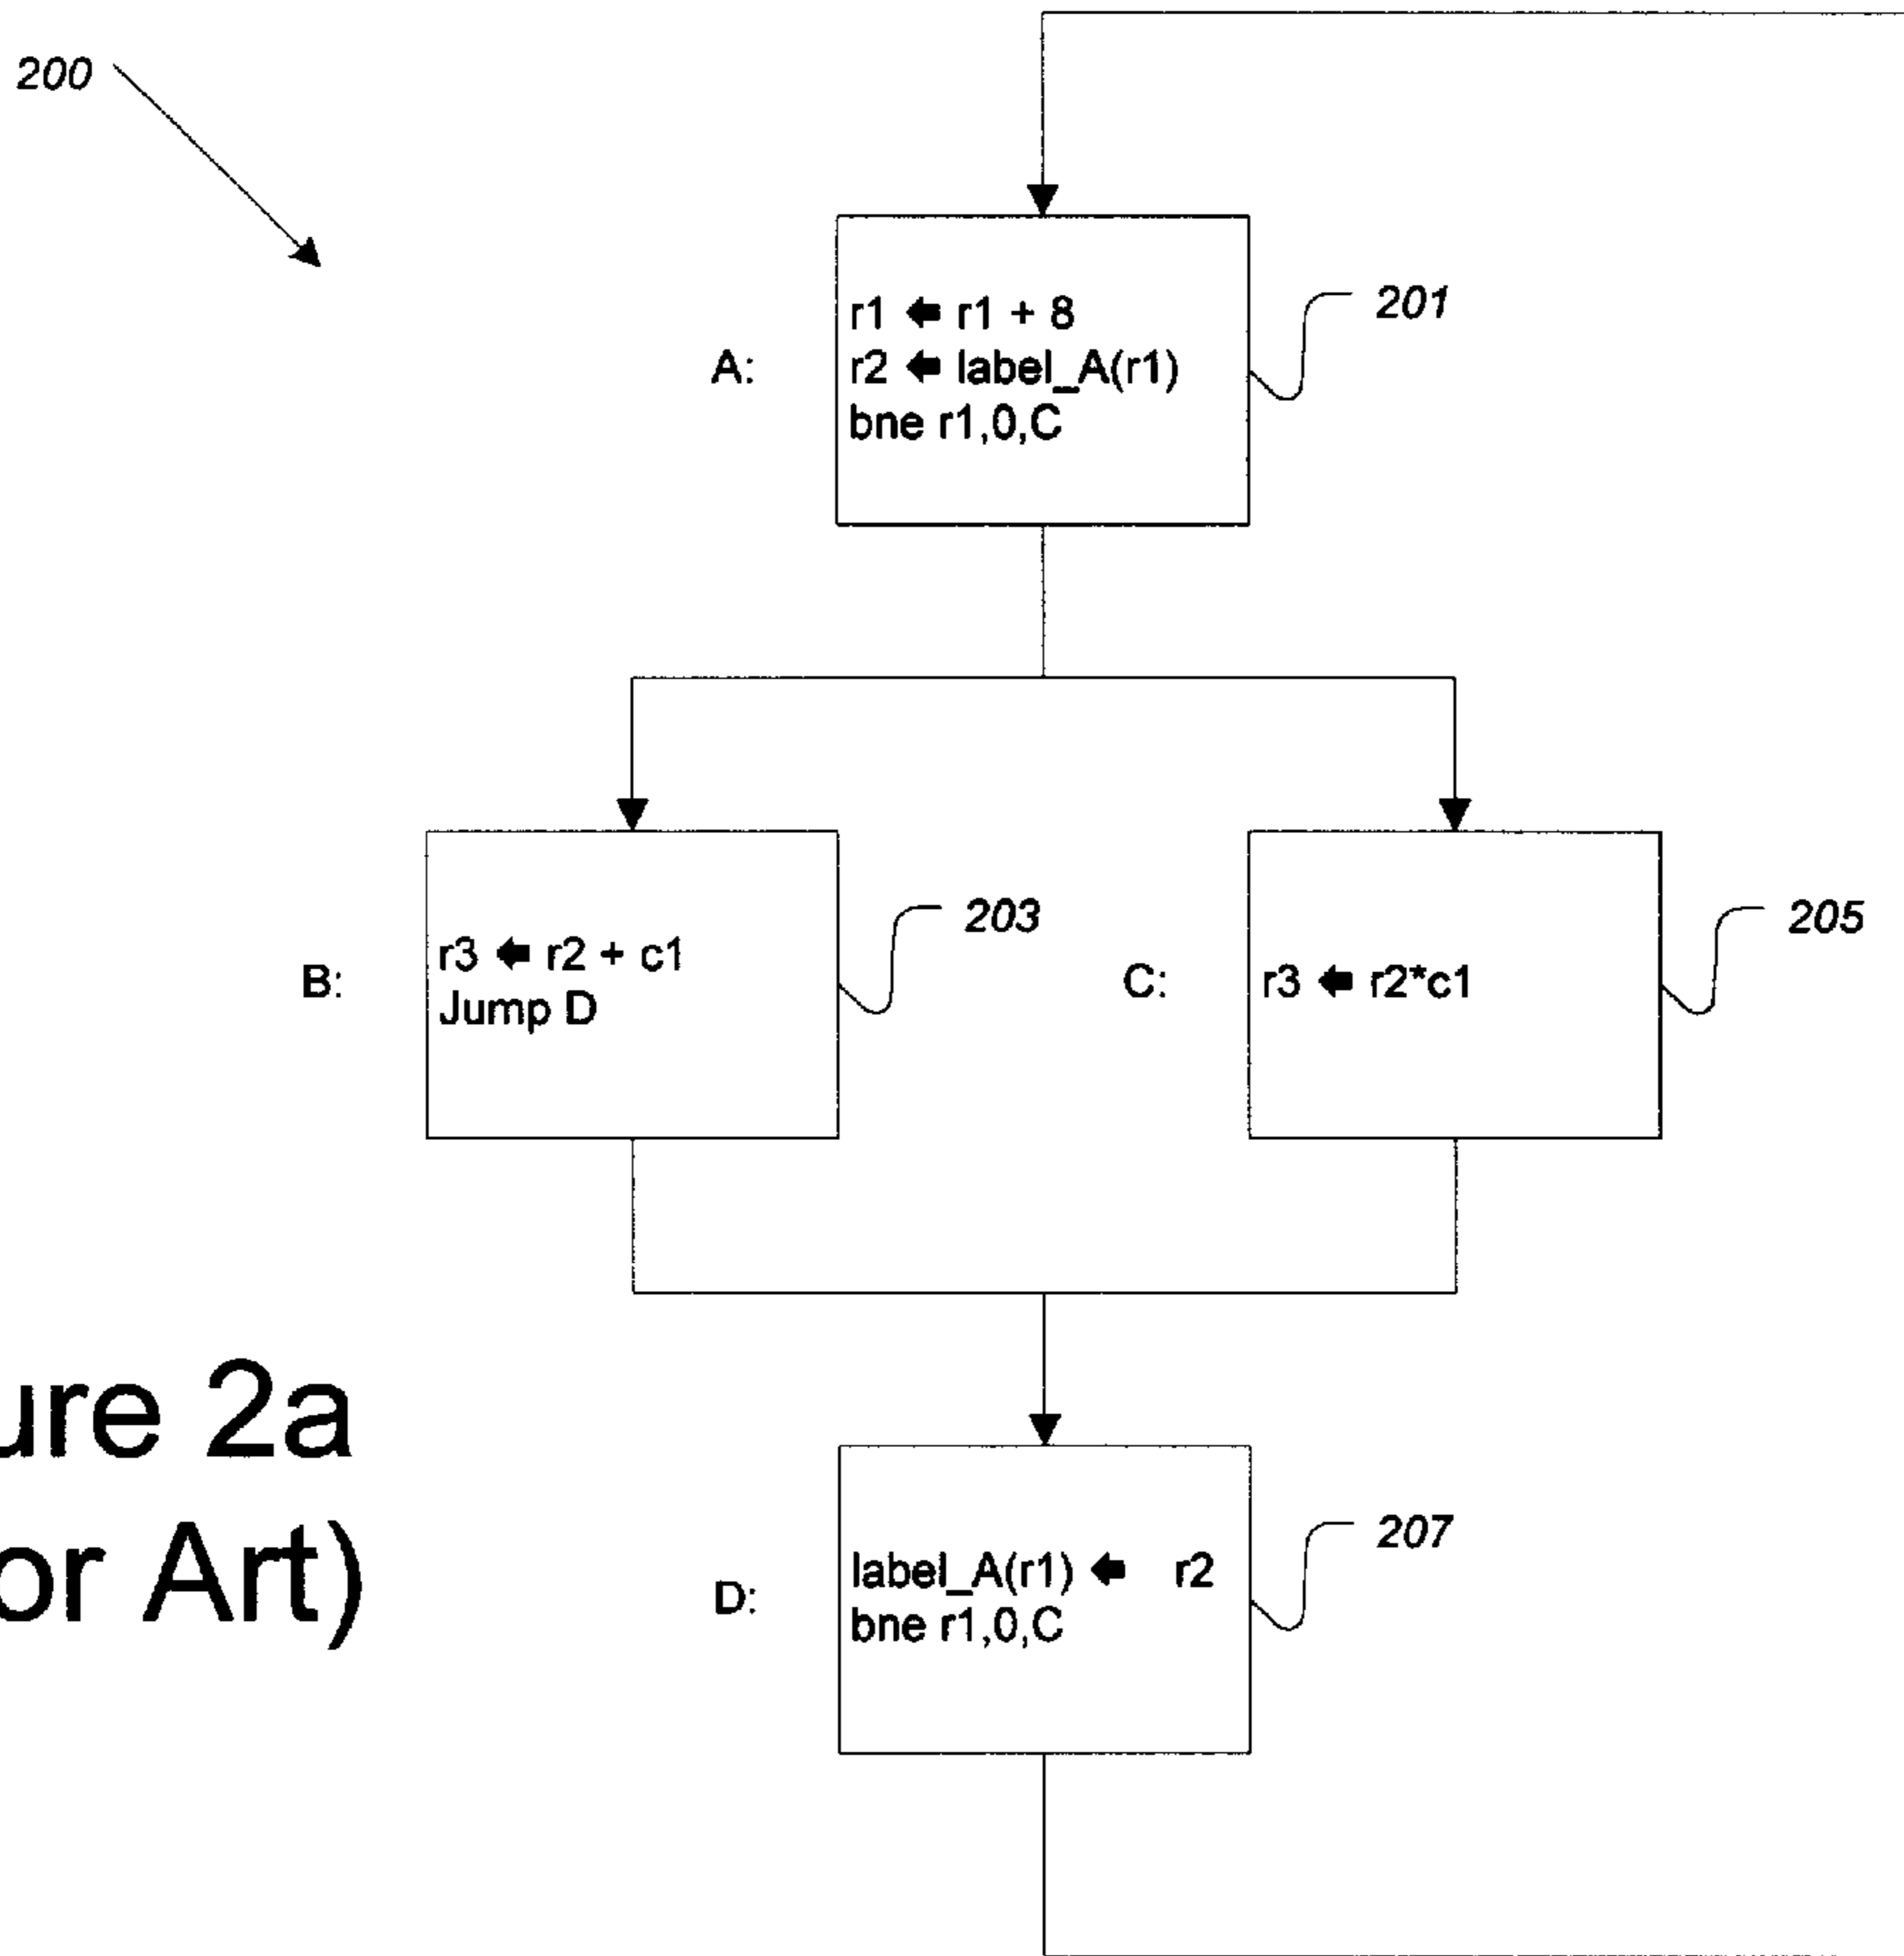 200
r1 🡄 r1 + 8
201
A:
r2 🡄 label_A(r1)
bne r1,0,C
203
205
r3 🡄 r2 + c1
B:
Jump D
C:
r3 🡄 r2*c1
ure 2a
or Art)
207
label_A(r1) 🡄 r2
D:
bne r1,0,C